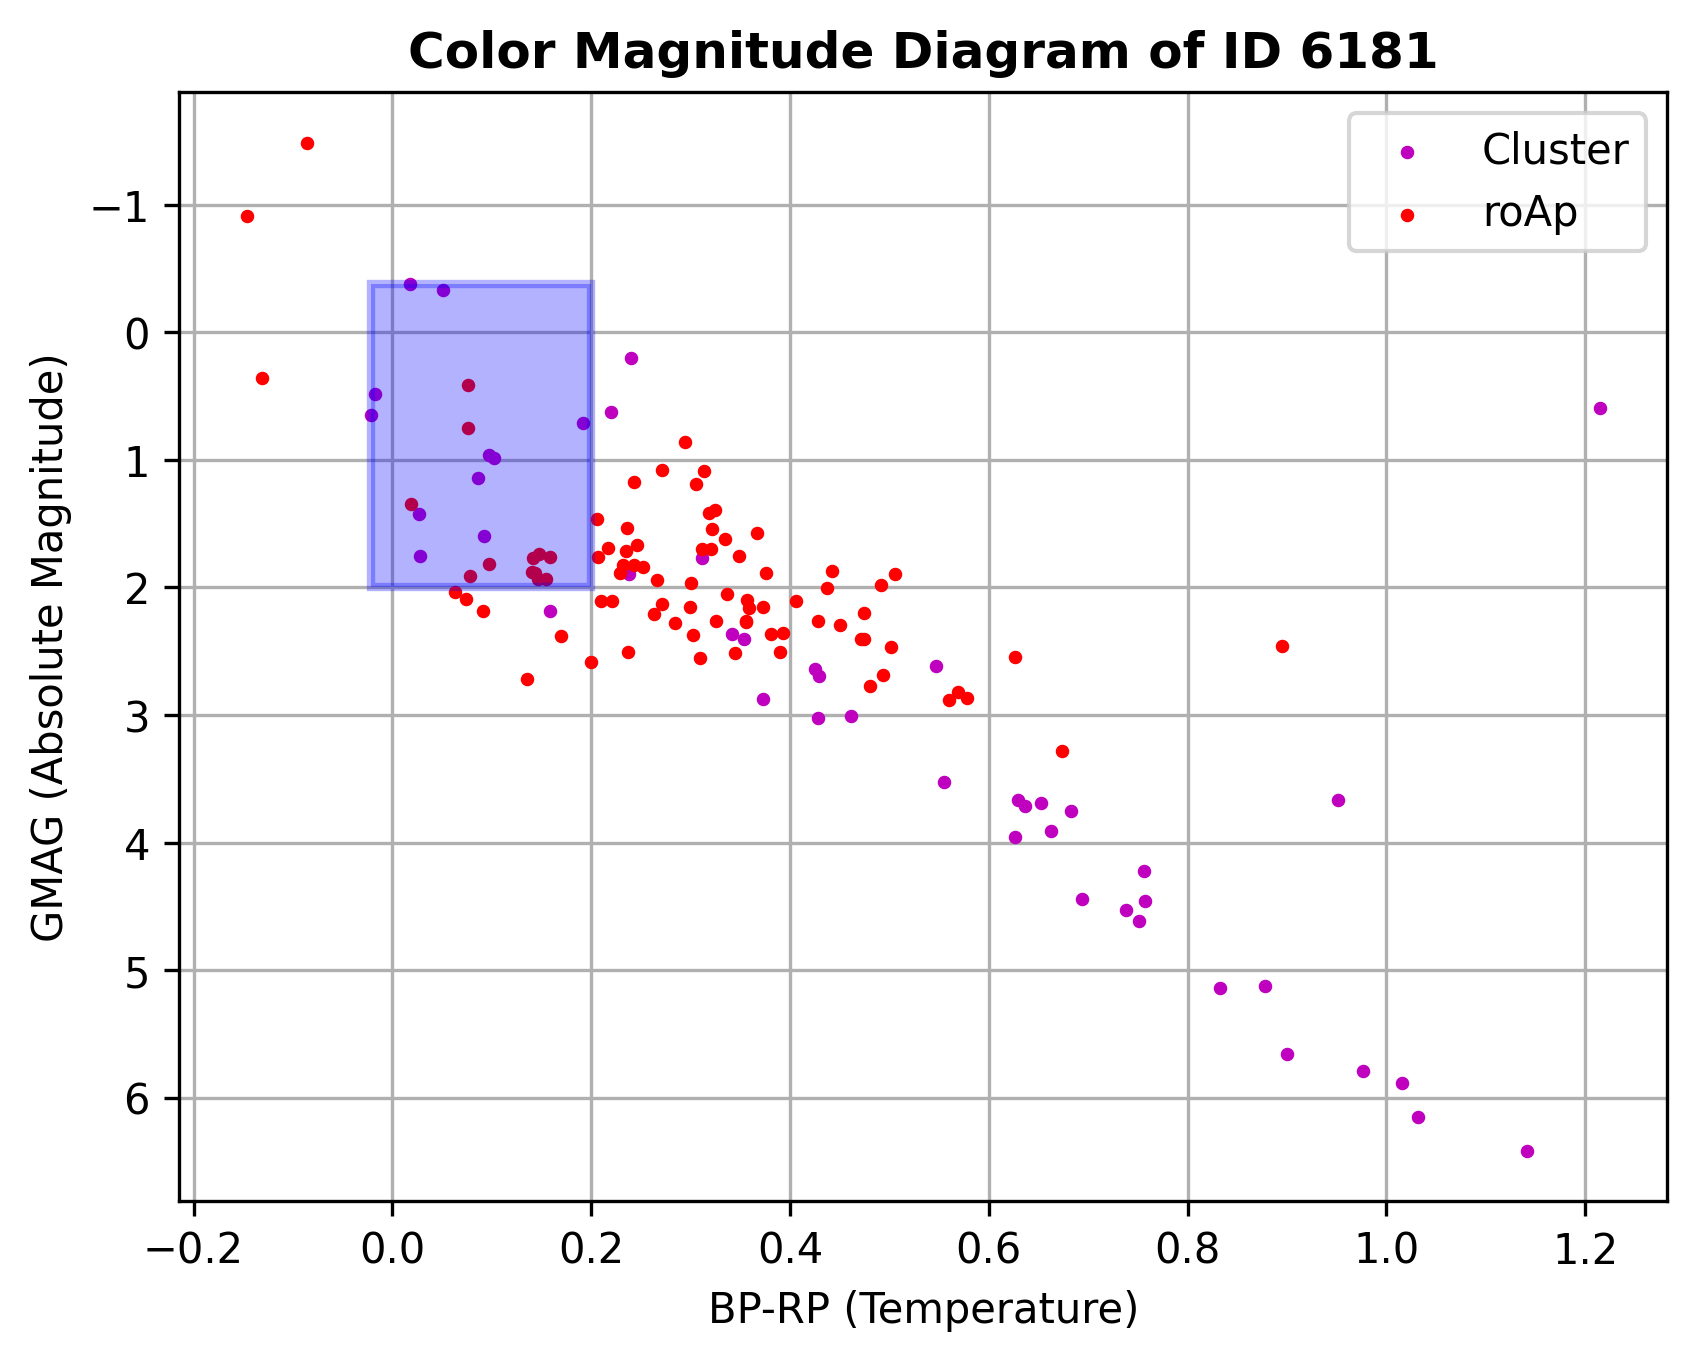 Color Magnitude Diagram of ID 6181
Cluster
roAp
−1
0
1
2
3
4
5
6
GMAG (Absolute Magnitude)
−0.2 0.0 0.2 0.4 0.6 0.8 1.0 1.2
BP-RP (Temperature)